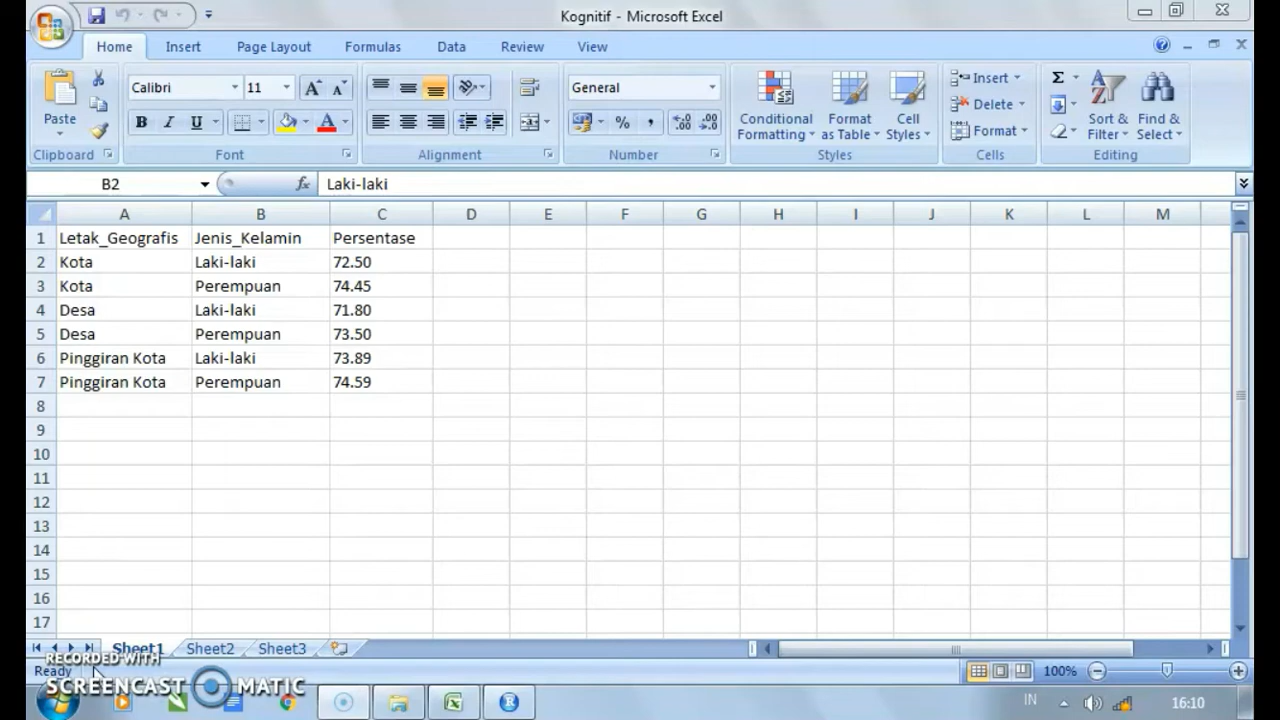 Kognitif - Microsoft Excel
Home Insert Page Layout Formulas Data Review View
Paste Calibri 11 General Conditional Formatting Format as Table Cell Styles Insert Delete Format Σ Sort & Filter Find & Select
B I U % ,
Clipboard Font Alignment Number Styles Cells Editing
B2 fx Laki-laki
A B C D E F G H I J K L M
1 Letak_Geografis Jenis_Kelamin Persentase
2 Kota Laki-laki 72.50
3 Kota Perempuan 74.45
4 Desa Laki-laki 71.80
5 Desa Perempuan 73.50
6 Pinggiran Kota Laki-laki 73.89
7 Pinggiran Kota Perempuan 74.59
8
9
10
11
12
13
14
15
16
17
Sheet1 Sheet2 Sheet3
RECORDED WITH
Ready 100%
SCREENCAST MATIC
IN 16:10